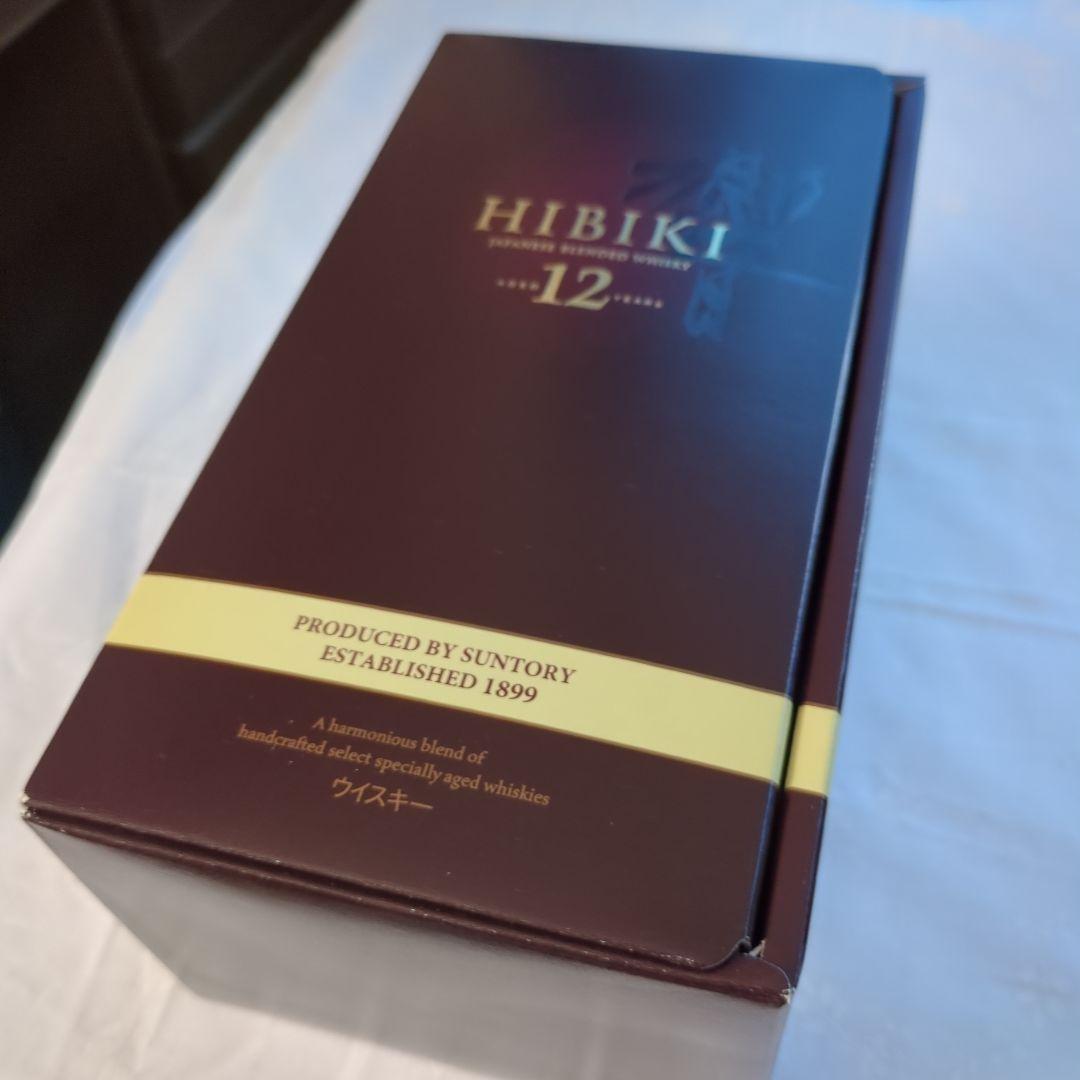 HIBIKI
JAPANESE BLENDED WHISKY
AGED 12 YEARS
PRODUCED BY SUNTORY
ESTABLISHED 1899
A harmonious blend of
handcrafted select specially aged whiskies
ウイスキー